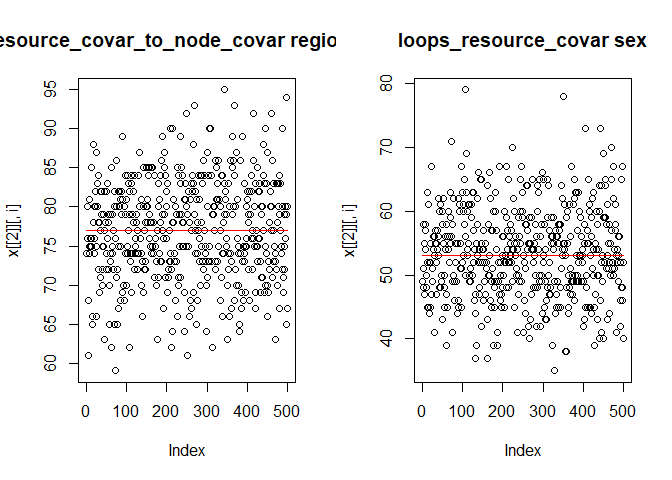 esource_covar_to_node_covar regio
loops_resource_covar sex
x[[2]][, i]
95
90
85
80
75
70
65
60
0 100 200 300 400 500
Index
x[[2]][, i]
80
70
60
50
40
0 100 200 300 400 500
Index